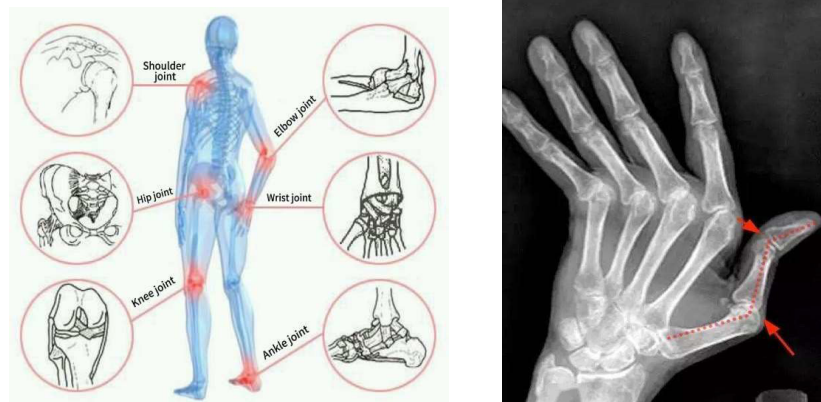 Shoulder
joint
Elbow joint
Hip joint
Wrist joint
Knee joint
Ankle joint